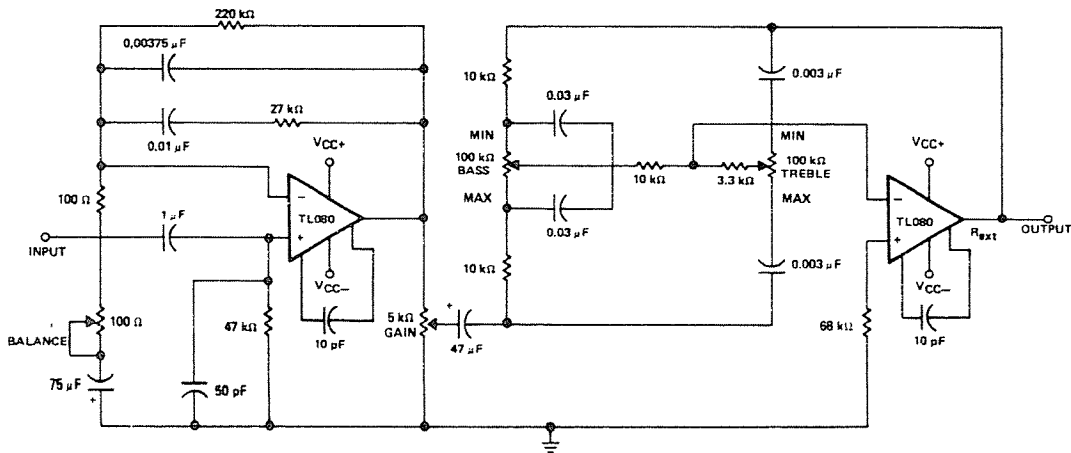 220 kΩ
0,00375 μF
27 kΩ
0.01 μF
100 Ω
1 μF
INPUT
VCC+
−
TL080
+
VCC−
10 pF
100 Ω
BALANCE
75 μF
+
50 pF
47 kΩ
5 kΩ
GAIN
+
47 μF
10 kΩ
0.03 μF
MIN
100 kΩ
BASS
MAX
0.03 μF
10 kΩ
10 kΩ
3.3 kΩ
0.003 μF
MIN
100 kΩ
TREBLE
MAX
0.003 μF
VCC+
−
TL080
+
VCC−
Rext
OUTPUT
68 kΩ
10 pF